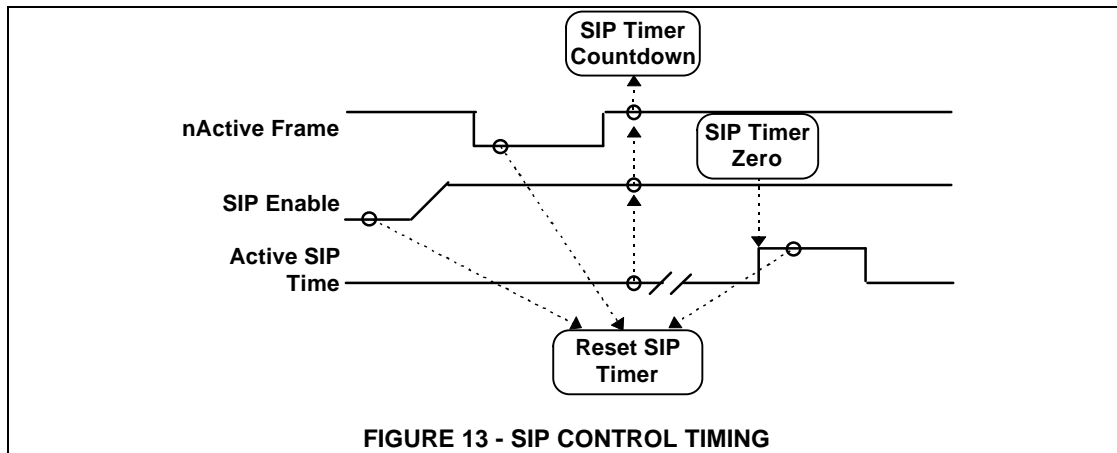 SIP Timer
Countdown
nActive Frame
SIP Timer
Zero
SIP Enable
Active SIP
Time
Reset SIP
Timer
FIGURE 13 - SIP CONTROL TIMING